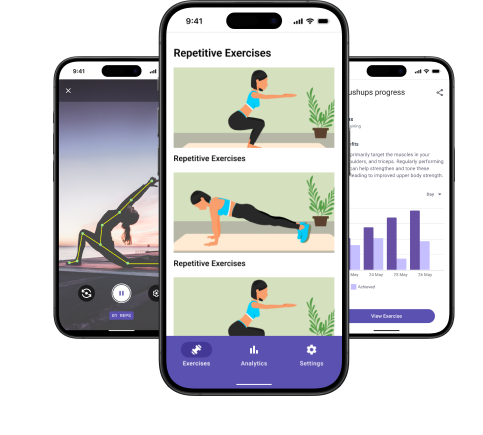 9:41
01 REPS
9:41
Repetitive Exercises
Repetitive Exercises
Repetitive Exercises
Exercises
Analytics
Settings
9:41
ushups progress
efits
primarily target the muscles in your
oulders, and triceps. Regularly performing
can help strengthen and tone these
leading to improved upper body strength.
Day
May
24 May
25 May
26 May
Achieved
View Exercise